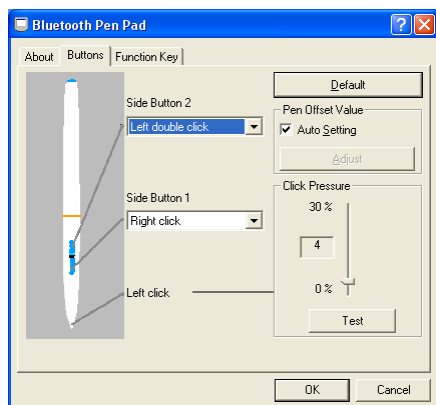 Bluetooth Pen Pad
About
Buttons
Function Key
Side Button 2
Left double click
Side Button 1
Right click
Left click
Default
Pen Offset Value
Auto Setting
Adjust
Click Pressure
30 %
4
0 %
Test
OK
Cancel